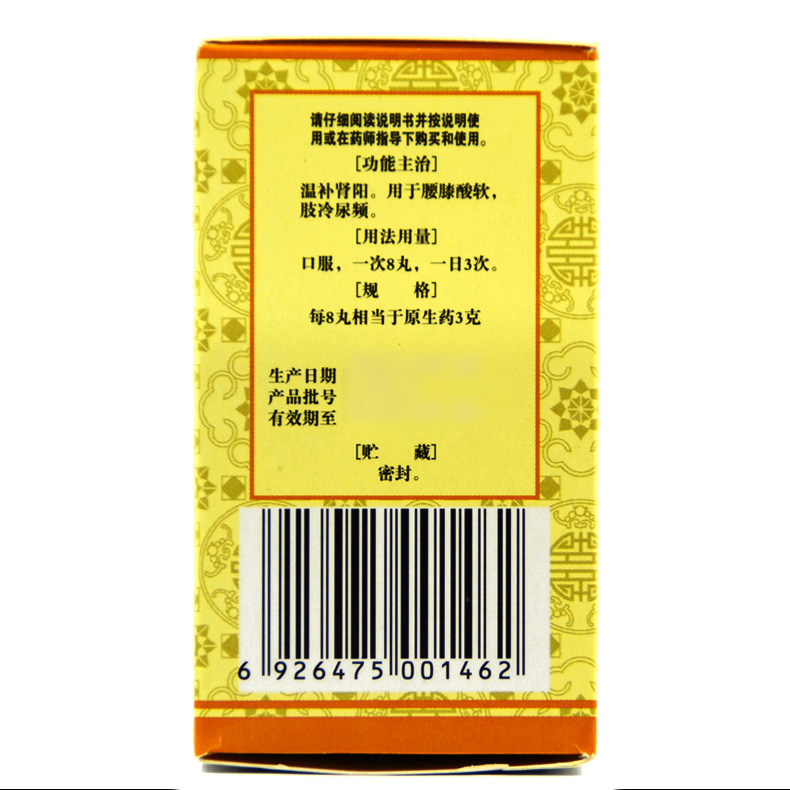 请仔细阅读说明书并按说明使
用或在药师指导下购买和使用。
[功能主治]
温补肾阳。用于腰膝酸软，
肢冷尿频。
[用法用量]
口服，一次8丸，一日3次。
[规 格]
每8丸相当于原生药3克
生产日期
产品批号
有效期至
[贮 藏]
密封。
6 926475 001462